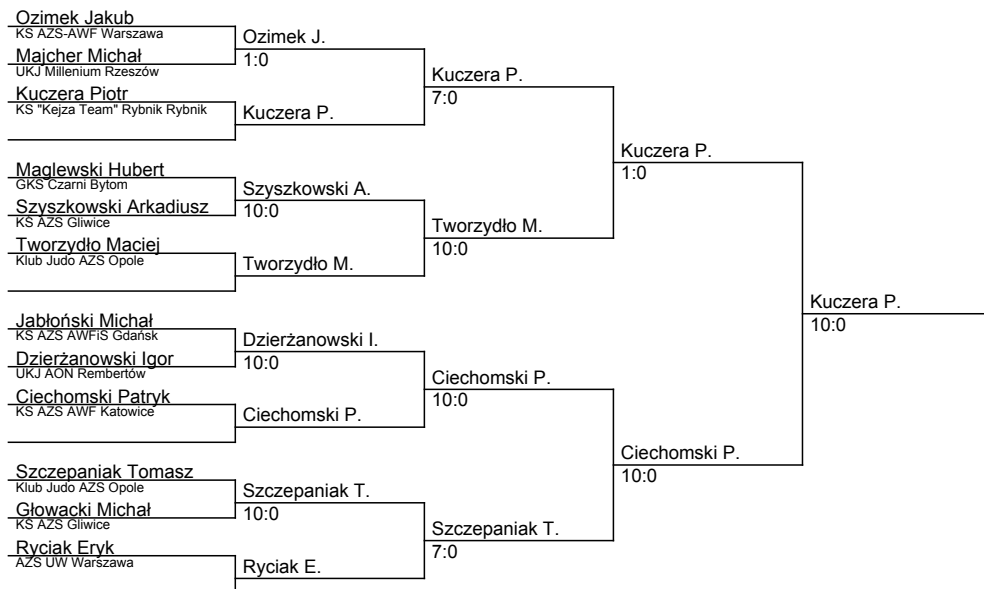 Ozimek Jakub
KS AZS-AWF Warszawa
Majcher Michał
UKJ Millenium Rzeszów
Kuczera Piotr
KS "Kejza Team" Rybnik Rybnik
Maglewski Hubert
GKS Czarni Bytom
Szyszkowski Arkadiusz
KS AZS Gliwice
Tworzydło Maciej
Klub Judo AZS Opole
Jabłoński Michał
KS AZS AWFiS Gdańsk
Dzierżanowski Igor
UKJ AON Rembertów
Ciechomski Patryk
KS AZS AWF Katowice
Szczepaniak Tomasz
Klub Judo AZS Opole
Głowacki Michał
KS AZS Gliwice
Ryciak Eryk
AZS UW Warszawa
Ozimek J.
1:0
Kuczera P.
Szyszkowski A.
10:0
Tworzydło M.
Dzierżanowski I.
10:0
Ciechomski P.
Szczepaniak T.
10:0
Ryciak E.
Kuczera P.
7:0
Tworzydło M.
10:0
Ciechomski P.
10:0
Szczepaniak T.
7:0
Kuczera P.
1:0
Ciechomski P.
10:0
Kuczera P.
10:0